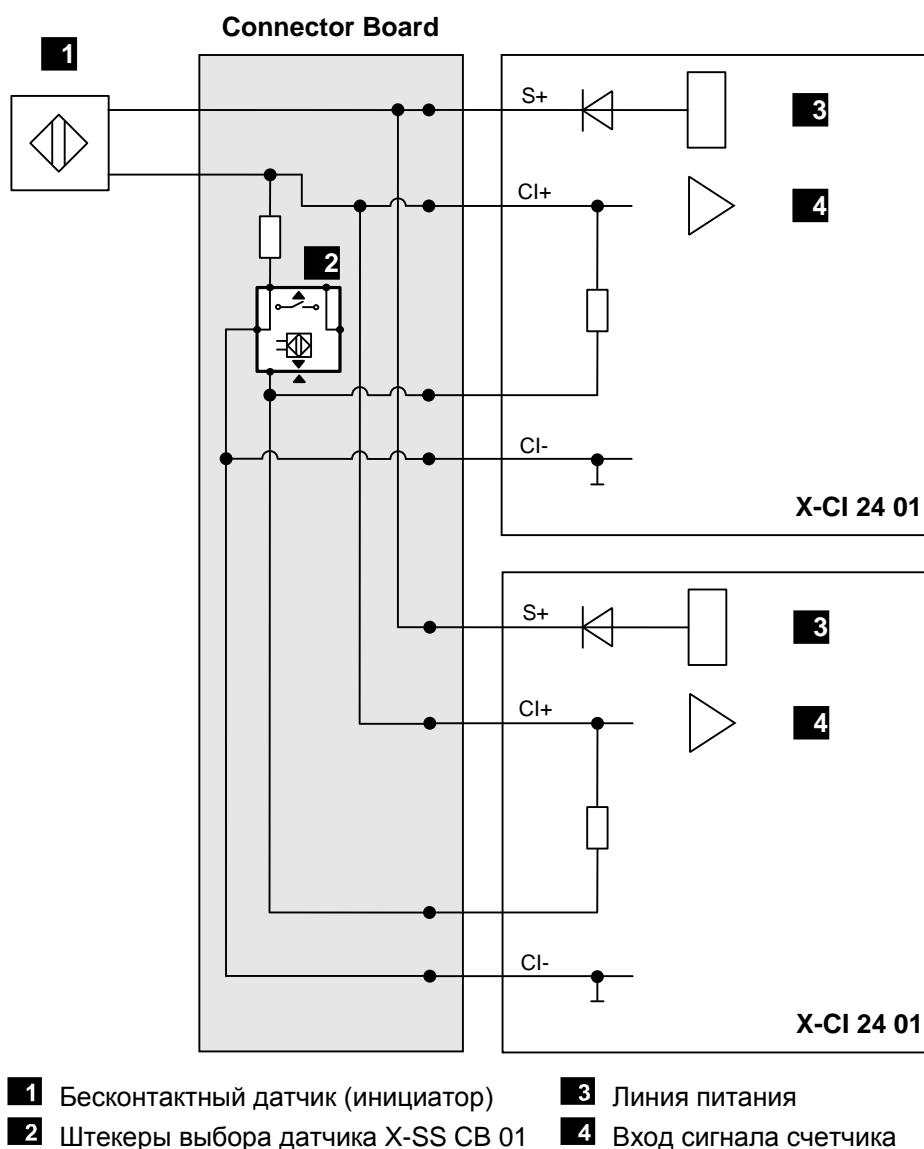 Connector Board
1
S+
3
CI+
4
2
CI-
X-CI 24 01
S+
3
CI+
4
CI-
X-CI 24 01
1 Бесконтактный датчик (инициатор)
3 Линия питания
2 Штекеры выбора датчика X-SS CB 01
4 Вход сигнала счетчика